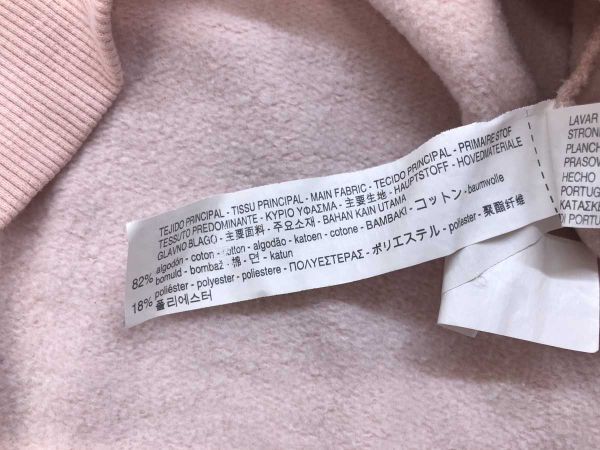 TEJIDO PRINCIPAL - TISSU PRINCIPAL - MAIN FABRIC - TECIDO PRINCIPAL - PRIMAIRE STOF
TESSUTO PREDOMINANTE - ΚΥΡΙΟ ΥΦΑΣΜΑ - 主要生地 - HAUPTSTOFF - HOVEDMATERIALE
GLAVNO BLAGO - 主要面料 - 주요소재 - BAHAN KAIN UTAMA
82% algodón - coton - cotton - algodão - katoen - cotone - BAMBAKI - コットン - baumwolle
bomuld - bombaž - 棉 - 면 - katun
18% poliéster - polyester - poliestere - ΠΟΛΥΕΣΤΕΡΑΣ - ポリエステル - poliester - 聚酯纤维
폴리에스터
LAVAR
STRONI
PLANCH
PRASOV
HECHO
PORTUG
ΚΑΤΑΣΚΕ
DI PORTU